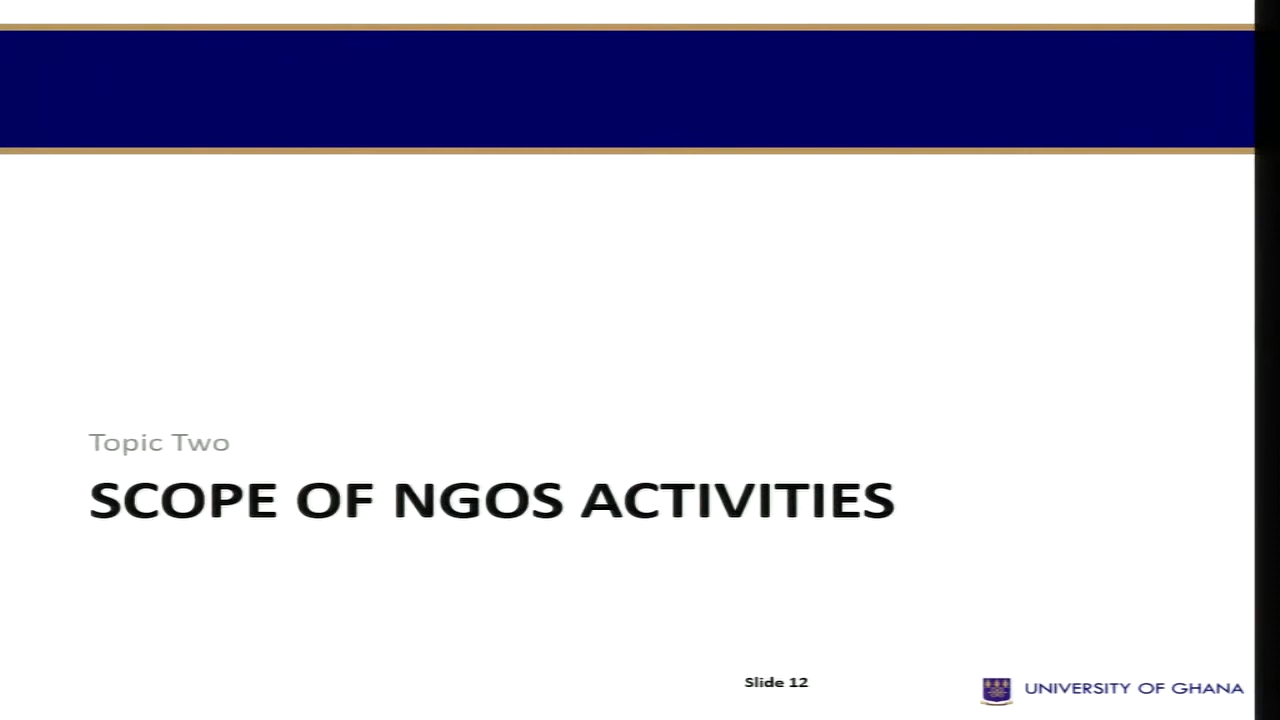 Topic Two
SCOPE OF NGOS ACTIVITIES
Slide 12
UNIVERSITY OF GHANA